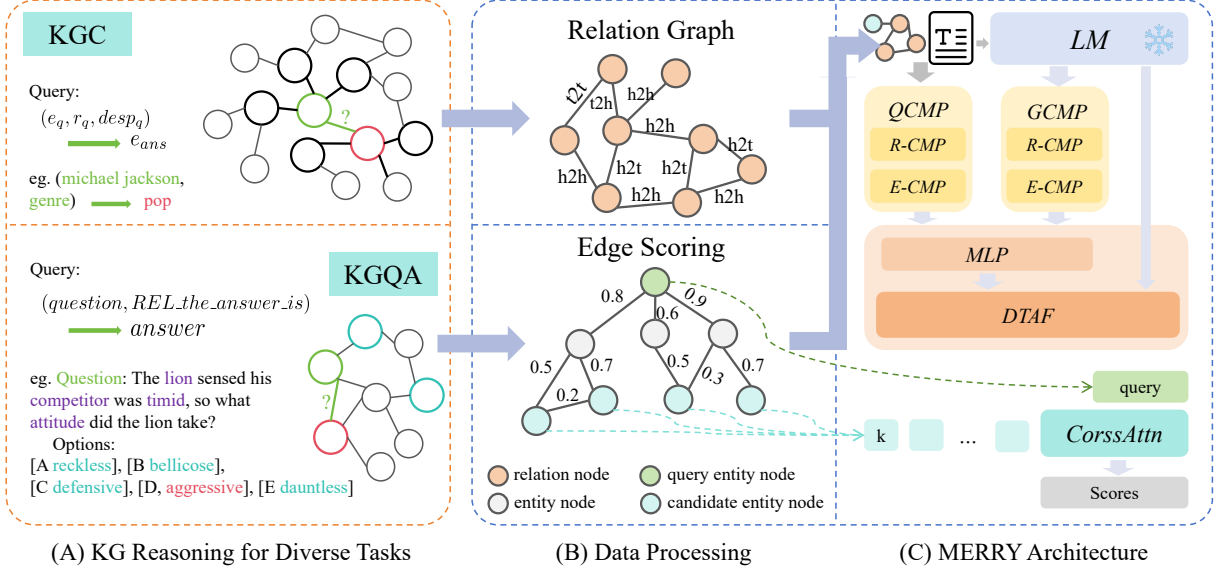 KGC
Query:
(e_q, r_q, desp_q)
e_ans
eg. (michael jackson,
genre)
pop
?
KGQA
Query:
(question, REL_the_answer_is)
answer
eg. Question: The lion sensed his
competitor was timid, so what
attitude did the lion take?
Options:
[A reckless], [B bellicose],
[C defensive], [D, aggressive], [E dauntless]
?
(A) KG Reasoning for Diverse Tasks
Relation Graph
t2t
t2h
h2h
h2h
h2t
h2t
h2t
h2h
h2h
h2h
Edge Scoring
0.8
0.6
0.9
0.5
0.7
0.5
0.3
0.7
0.2
relation node
query entity node
entity node
candidate entity node
(B) Data Processing
T
LM
QCMP
GCMP
R-CMP
R-CMP
E-CMP
E-CMP
MLP
DTAF
query
k
...
CorssAttn
Scores
(C) MERRY Architecture